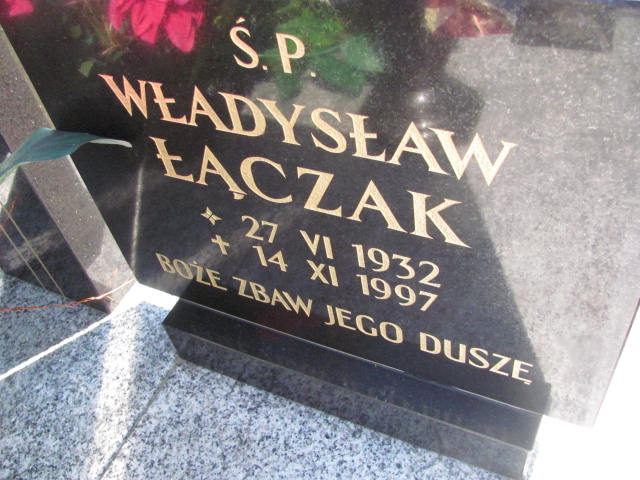 Ś.P.
WŁADYSŁAW
ŁĄCZAK
* 27 VI 1932
✝ 14 XI 1997
BOŻE ZBAW JEGO DUSZĘ